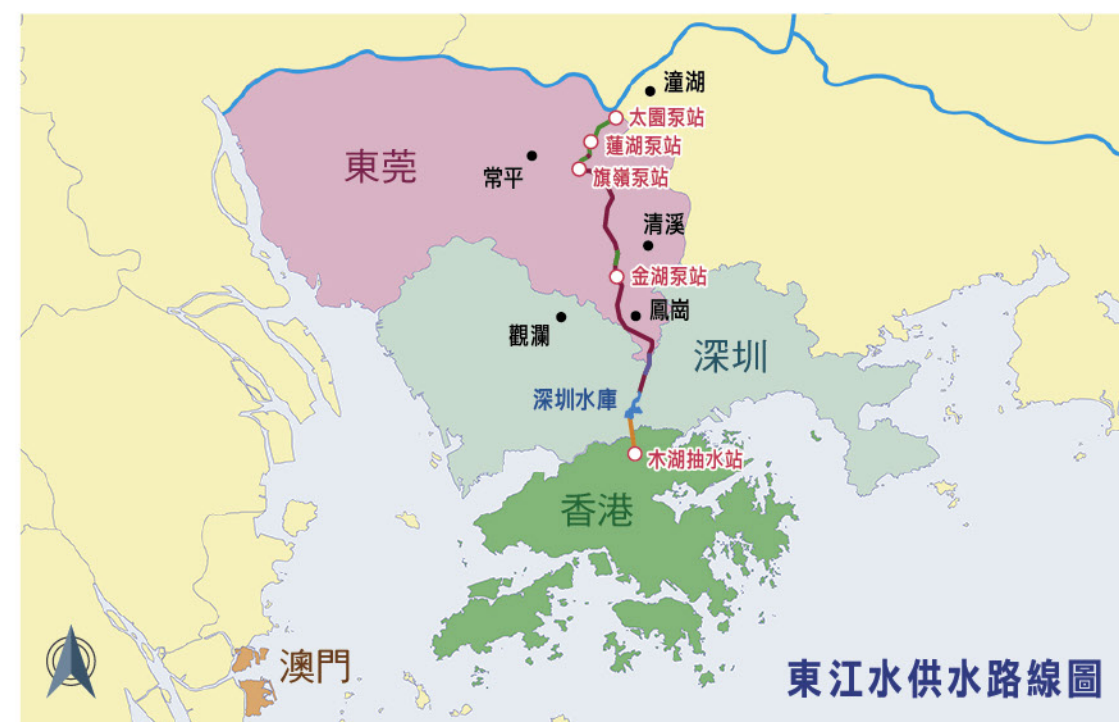 潼湖
太園泵站
蓮湖泵站
東莞
常平
旗嶺泵站
清溪
金湖泵站
鳳崗
觀瀾
深圳
深圳水庫
木湖抽水站
香港
澳門
東江水供水路線圖